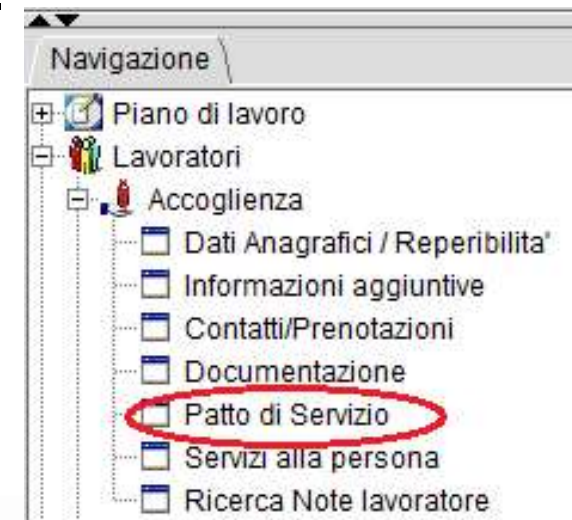 Navigazione
Piano di lavoro
Lavoratori
Accoglienza
Dati Anagrafici / Reperibilita'
Informazioni aggiuntive
Contatti/Prenotazioni
Documentazione
Patto di Servizio
Servizi alla persona
Ricerca Note lavoratore